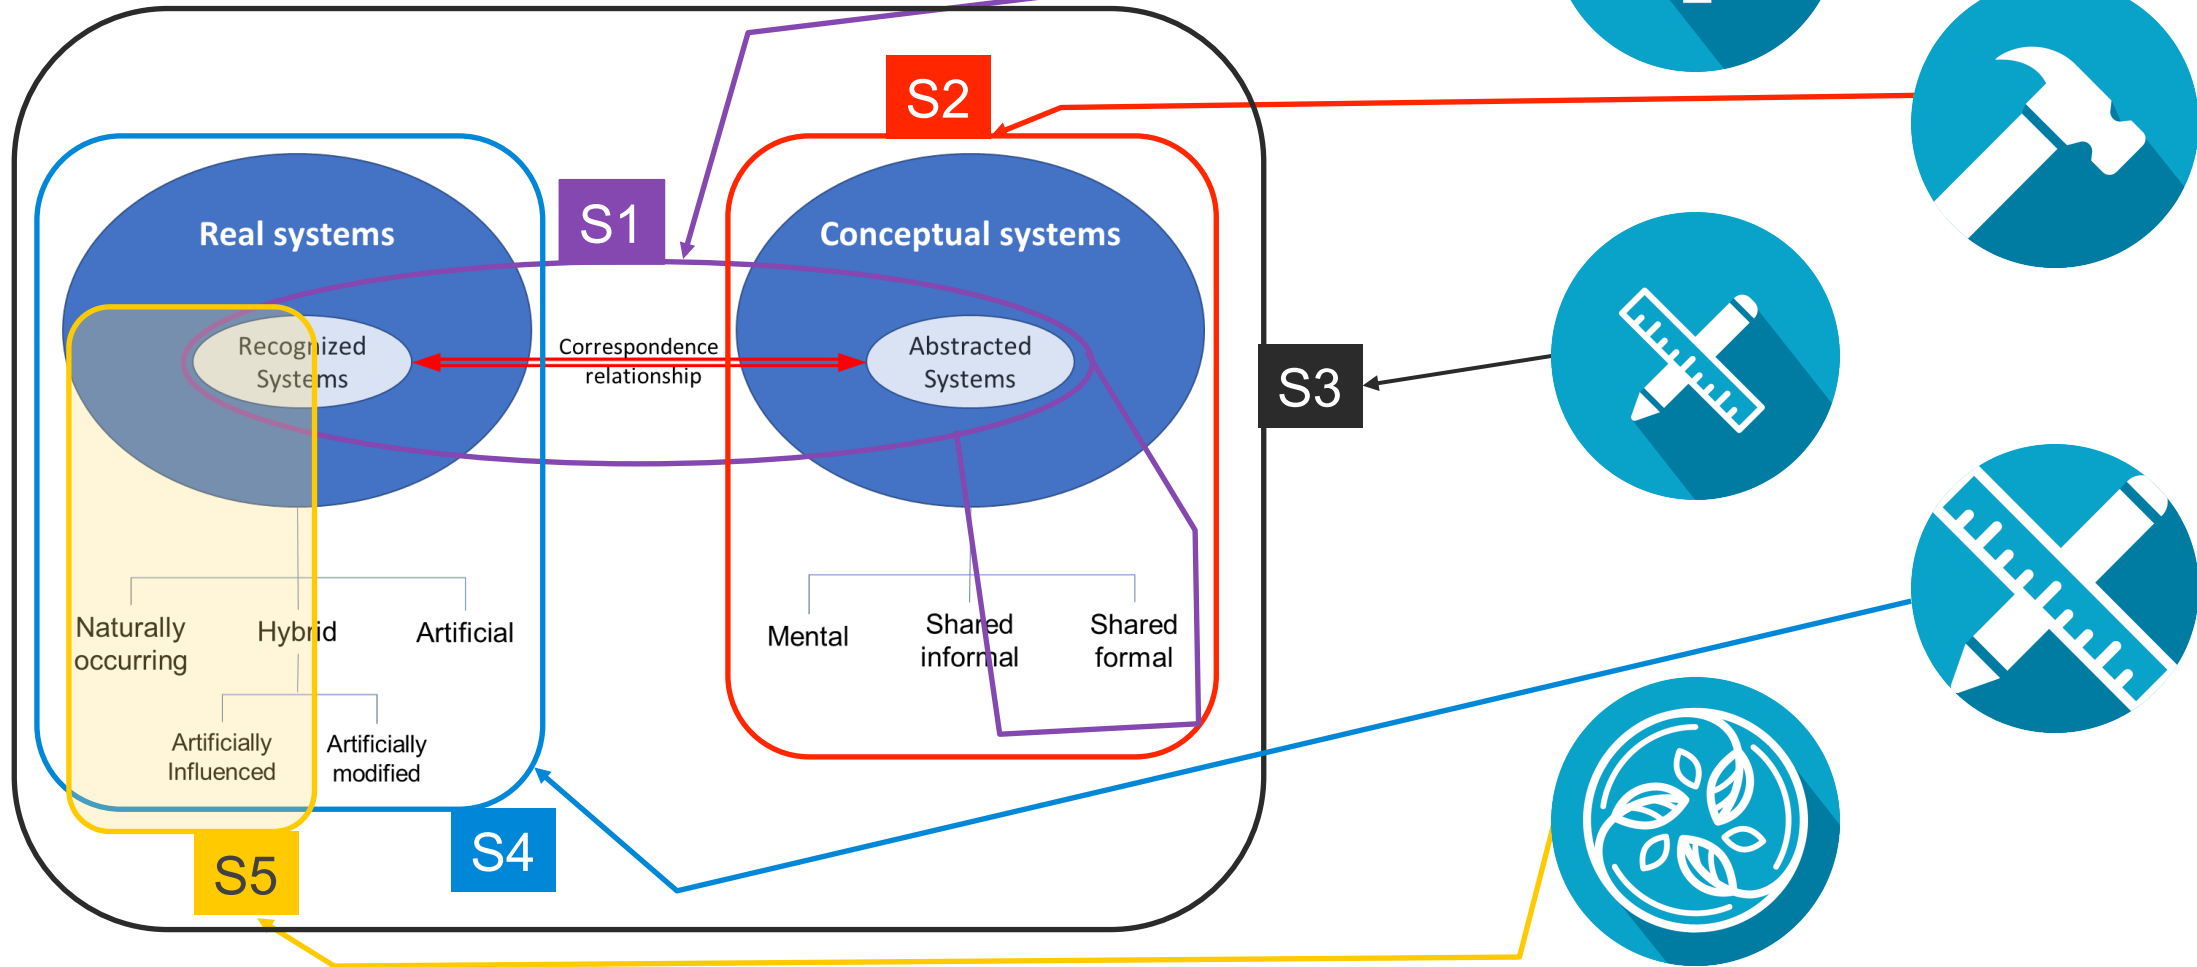 S2
S1
Real systems
Conceptual systems
Recognized
Systems
Correspondence
relationship
Abstracted
Systems
S3
Naturally
occurring
Hybrid
Artificial
Mental
Shared
informal
Shared
formal
Artificially
Influenced
Artificially
modified
S4
S5